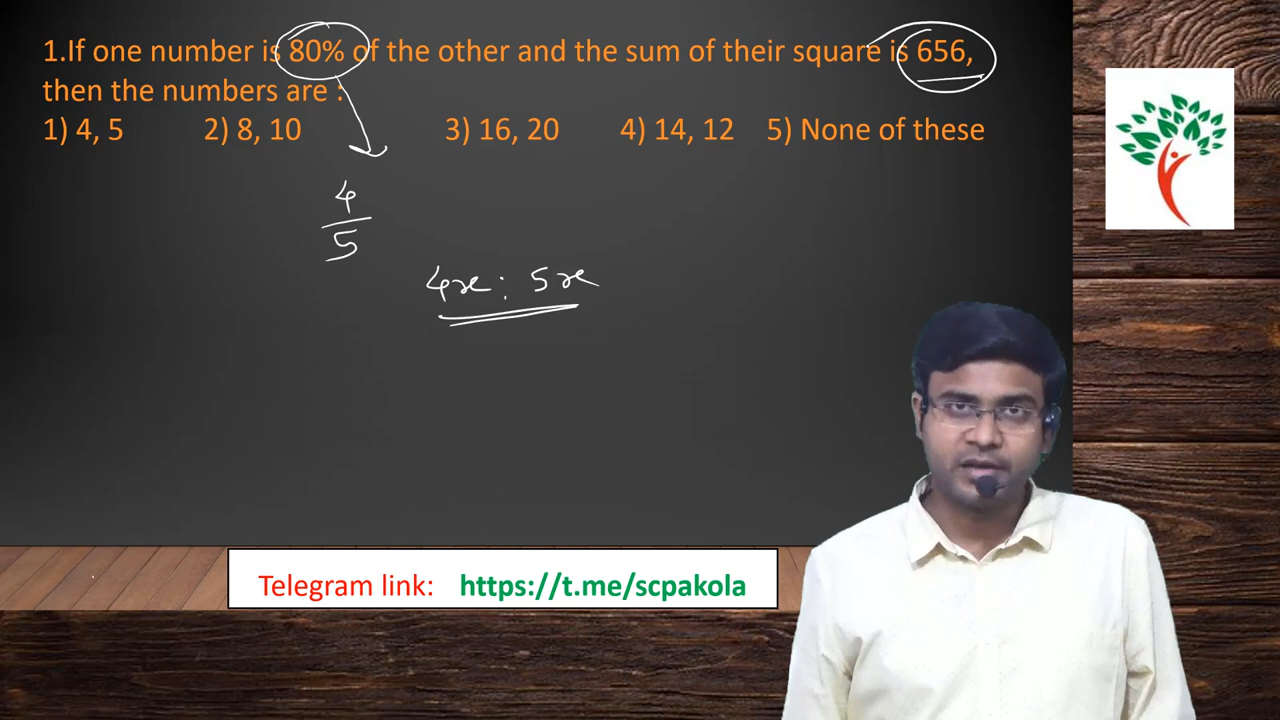 1.If one number is 80% of the other and the sum of their square is 656,
then the numbers are :
1) 4, 5 2) 8, 10 3) 16, 20 4) 14, 12 5) None of these
4
5
4x : 5x
Telegram link: https://t.me/scpakola